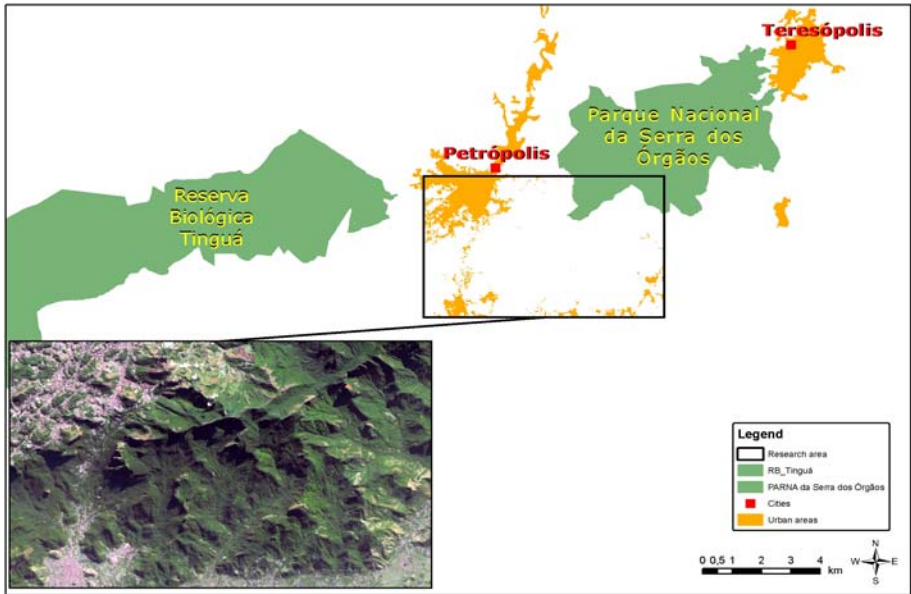 Teresópolis
Parque Nacional
da Serra dos
Órgãos
Petrópolis
Reserva
Biológica
Tinguá
Legend
Research area
RB_Tinguá
PARNA da Serra dos Órgãos
Cities
Urban areas
0 0,5 1 2 3 4
km
N
W E
S